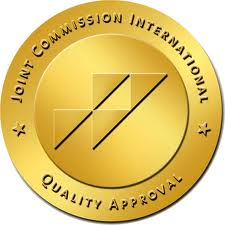 Joint Commission International
Quality Approval